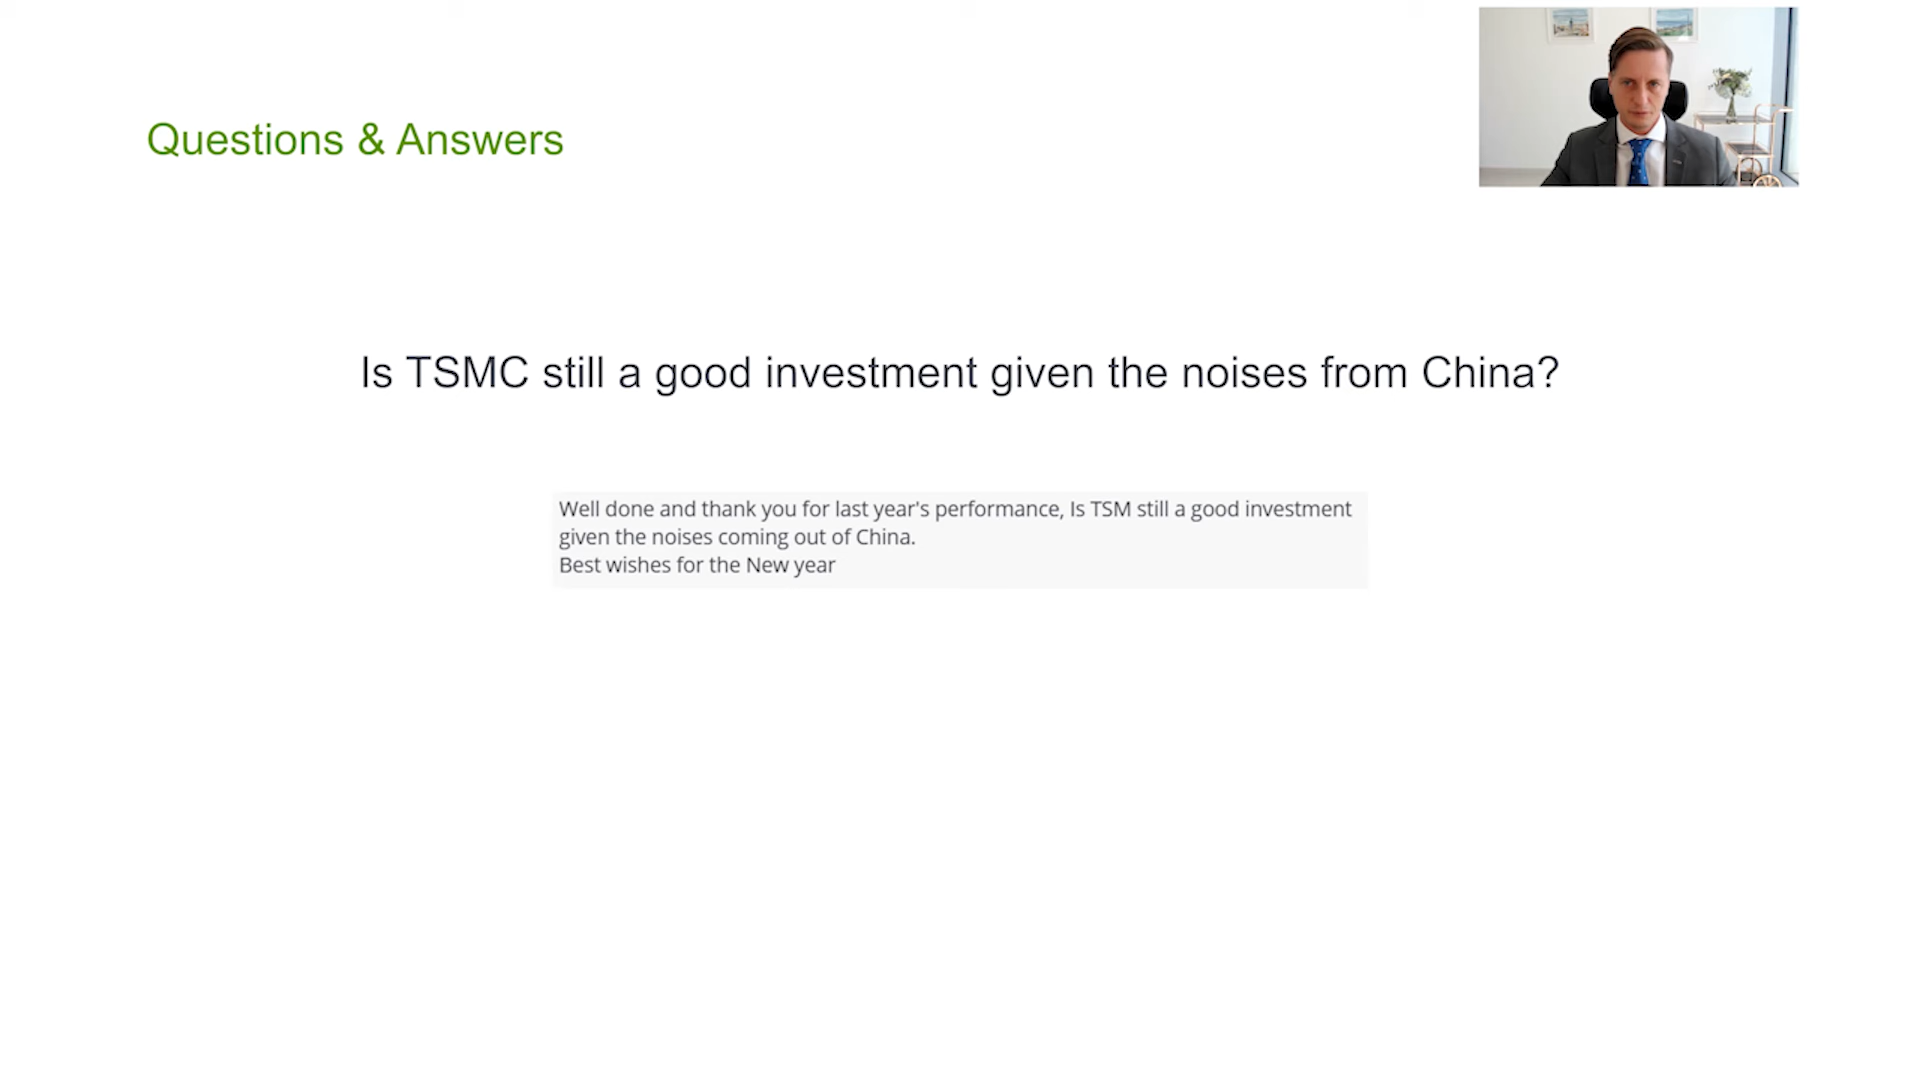 Questions & Answers
Is TSMC still a good investment given the noises from China?
Well done and thank you for last year's performance, Is TSM still a good investment
given the noises coming out of China.
Best wishes for the New year